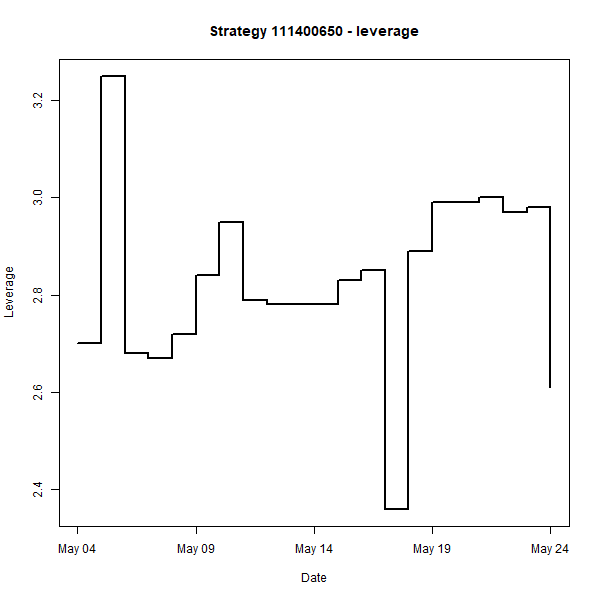 Strategy 111400650 - leverage
3.2
3.0
2.8
2.6
2.4
Leverage
May 04
May 09
May 14
May 19
May 24
Date